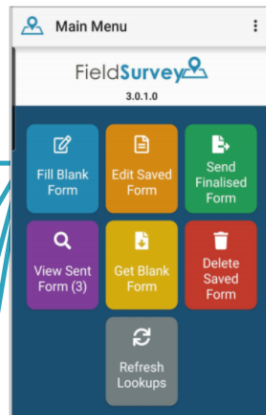 Main Menu
FieldSurvey
3.0.1.0
Fill Blank
Form
Edit Saved
Form
Send
Finalised
Form
View Sent
Form (3)
Get Blank
Form
Delete
Saved
Form
Refresh
Lookups